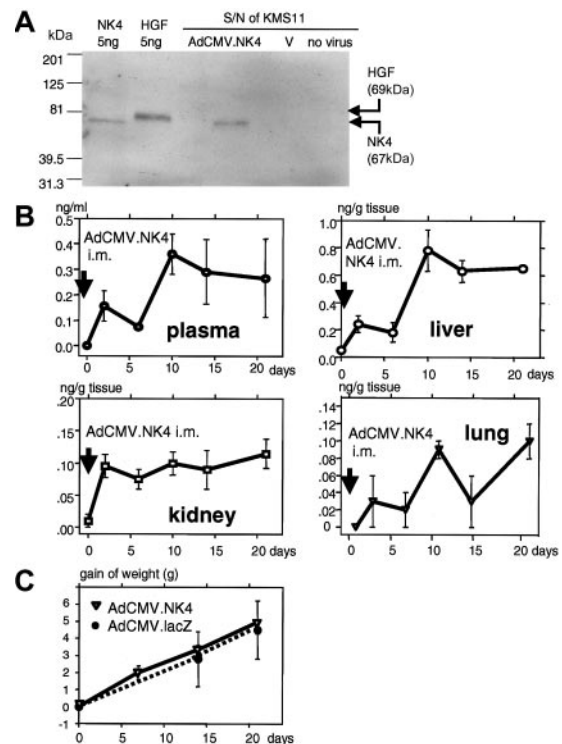 A
S/N of KMS11
kDa NK4 5ng HGF 5ng AdCMV.NK4 V no virus
201
125
81
39.5
31.3
HGF (69kDa)
NK4 (67kDa)
B
ng/ml
0.5
0.4
0.3
0.2
0.1
0.0
AdCMV.NK4 i.m.
plasma
0 5 10 15 20 days
ng/g tissue
1.0
0.8
0.6
0.4
0.2
0.0
AdCMV. NK4 i.m.
liver
0 5 10 15 20 days
ng/g tissue
.20
.15
.10
.05
.00
AdCMV.NK4 i.m.
kidney
0 5 10 15 20 days
ng/g tissue
.14
.12
.10
.08
.06
.04
.02
0
AdCMV.NK4 i.m.
lung
0 5 10 15 20 days
C
gain of weight (g)
6
5
4
3
2
1
0
-1
AdCMV.NK4
AdCMV.lacZ
0 5 10 15 20 days